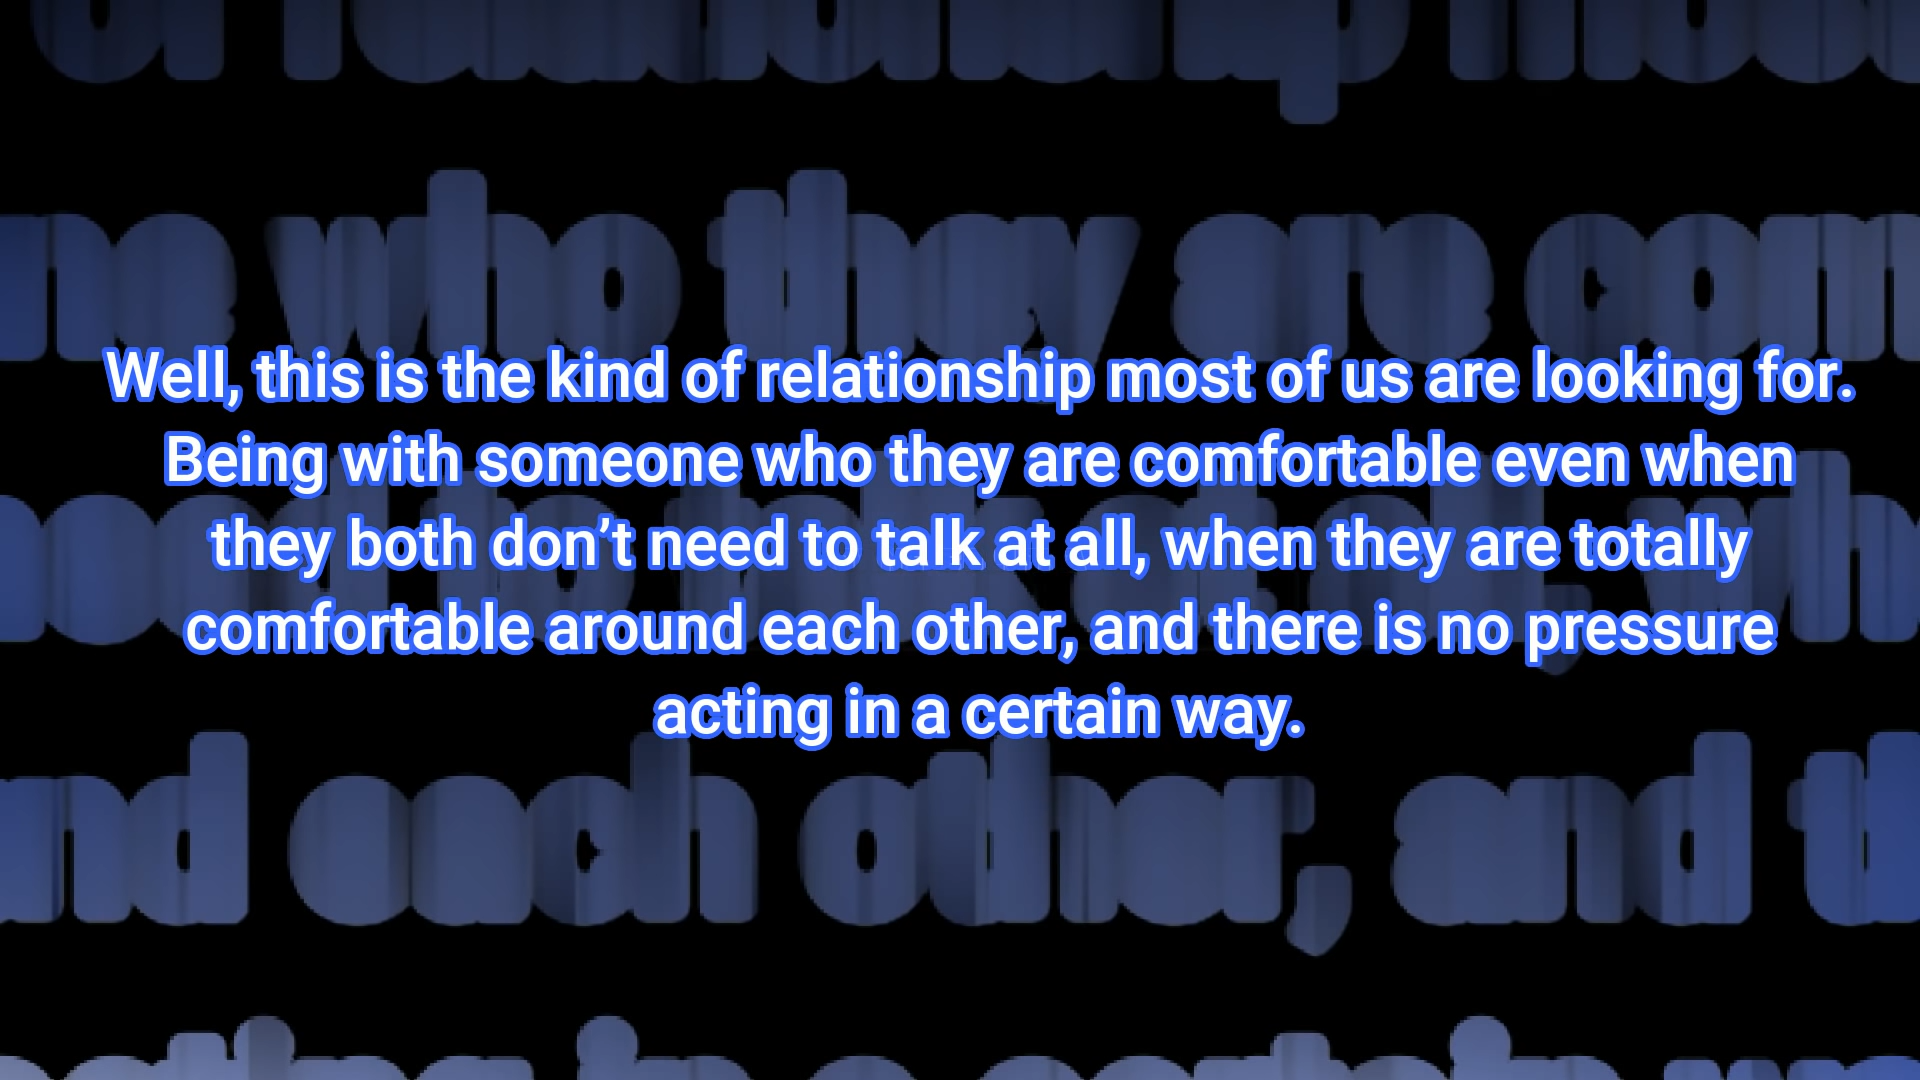 Well, this is the kind of relationship most of us are looking for.
Being with someone who they are comfortable even when
they both don’t need to talk at all, when they are totally
comfortable around each other, and there is no pressure
acting in a certain way.